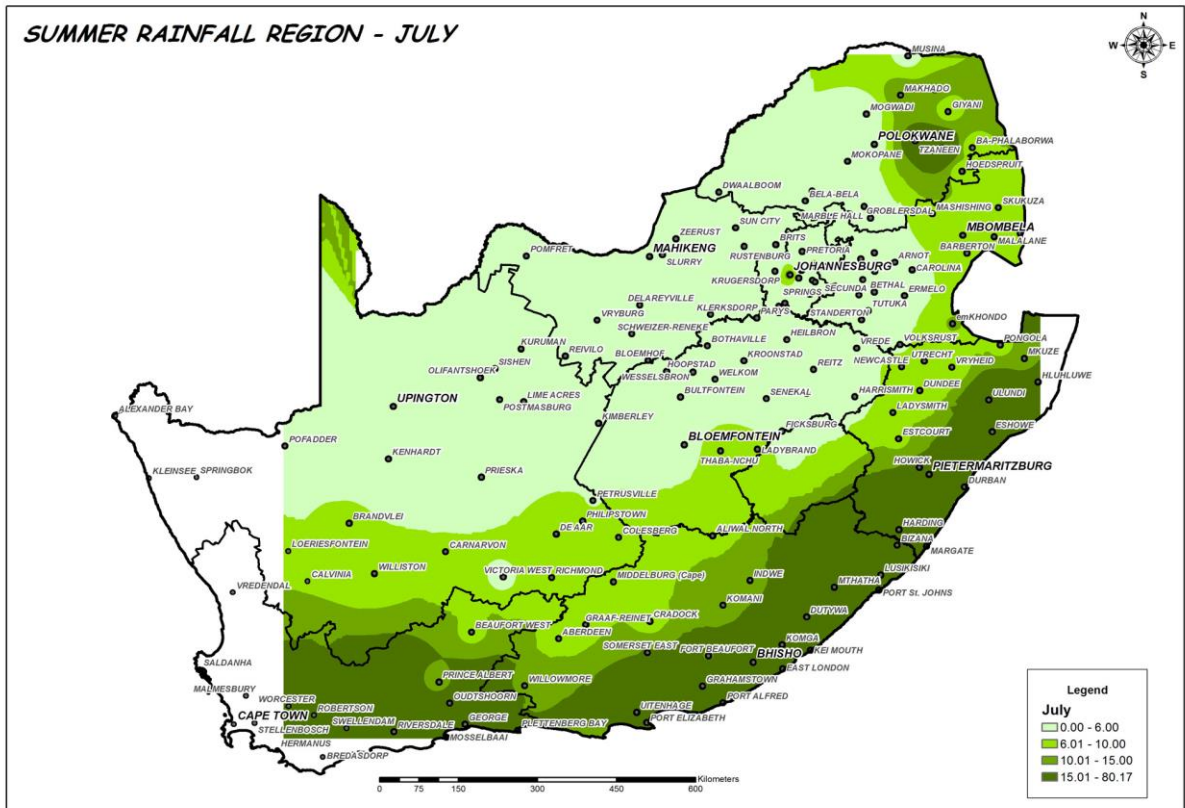 SUMMER RAINFALL REGION - JULY
N
W E
S
MUSINA
MAKHADO
MOGWADI
GIYANI
POLOKWANE
TZANEEN
BA-PHALABORWA
MOKOPANE
HOEDSPRUIT
DWAALBOOM
BELA-BELA
GROBLERSDAL
MASHISHING
SKUKUZA
MARBLE HALL
SUN CITY
ZEERUST
BRITS
MBOMBELA
MALALANE
POMFRET
MAHIKENG
SLURRY
RUSTENBURG
PRETORIA
BARBERTON
ARNOT
JOHANNESBURG
CAROLINA
KRUGERSDORP
SPRINGS
SECUNDA
BETHAL
ERMELO
DELAREYVILLE
KLERKSDORP
PARYS
STANDERTON
TUTUKA
VRYBURG
emKHONDO
SCHWEIZER-RENEKE
HEILBRON
BOTHAVILLE
VREDE
VOLKSRUST
PONGOLA
KURUMAN
REIVILO
BLOEMHOF
HOOPSTAD
KROONSTAD
REITZ
NEWCASTLE
UTRECHT
VRYHEID
MKUZE
SISHEN
OLIFANTSHOEK
WESSELSBRON
WELKOM
HLUHLUWE
BULTFONTEIN
SENEKAL
HARRISMITH
DUNDEE
ULUNDI
UPINGTON
LIME ACRES
POSTMASBURG
LADYSMITH
ALEXANDER BAY
KIMBERLEY
FICKSBURG
ESHOWE
POFADDER
BLOEMFONTEIN
ESTCOURT
LADYBRAND
THABA-NCHU
KENHARDT
HOWICK
PIETERMARITZBURG
KLEINSEE
SPRINGBOK
PRIESKA
DURBAN
PETRUSVILLE
BRANDVLEI
PHILIPSTOWN
DE AAR
COLESBERG
ALIWAL NORTH
HARDING
LOERIESFONTEIN
CARNARVON
BIZANA
MARGATE
CALVINIA
WILLISTON
VICTORIA WEST
RICHMOND
MIDDELBURG (Cape)
INDWE
LUSIKISIKI
VREDENDAL
MTHATHA
PORT St. JOHNS
KOMANI
BEAUFORT WEST
GRAAF-REINET
CRADOCK
DUTYWA
ABERDEEN
SOMERSET EAST
FORT BEAUFORT
KOMGA
KEI MOUTH
BHISHO
SALDANHA
EAST LONDON
MALMESBURY
PRINCE ALBERT
WILLOWMORE
GRAHAMSTOWN
WORCESTER
OUDTSHOORN
PORT ALFRED
ROBERTSON
CAPE TOWN
UITENHAGE
SWELLENDAM
GEORGE
PLETTENBERG BAY
PORT ELIZABETH
STELLENBOSCH
RIVERSDALE
MOSSELBAAI
HERMANUS
BREDASDORP
Legend
July
0.00 - 6.00
6.01 - 10.00
10.01 - 15.00
15.01 - 80.17
Kilometers
0 75 150 300 450 600